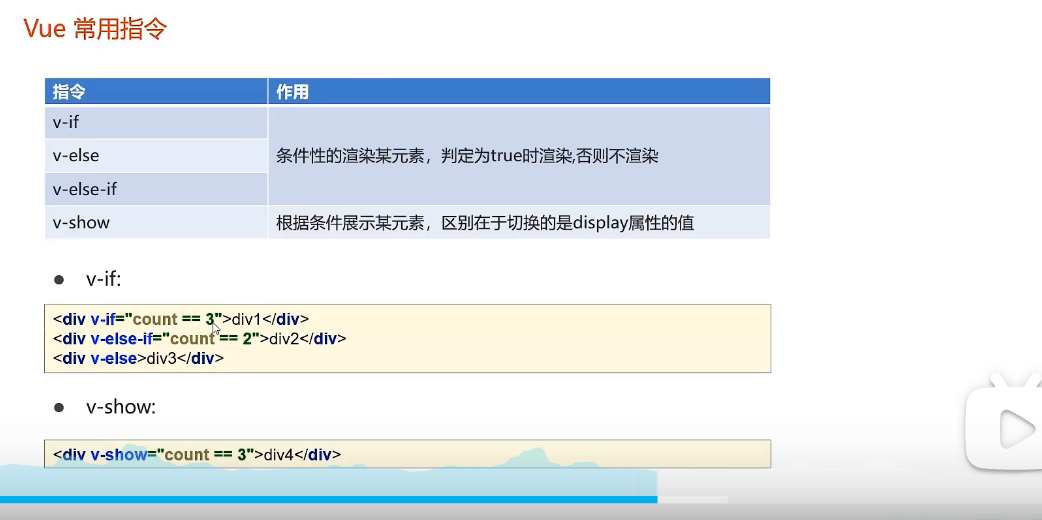 Vue 常用指令
指令 作用
v-if
v-else 条件性的渲染某元素，判定为true时渲染,否则不渲染
v-else-if
v-show 根据条件展示某元素，区别在于切换的是display属性的值
● v-if:
<div v-if="count == 3">div1</div>
<div v-else-if="count == 2">div2</div>
<div v-else>div3</div>
● v-show:
<div v-show="count == 3">div4</div>